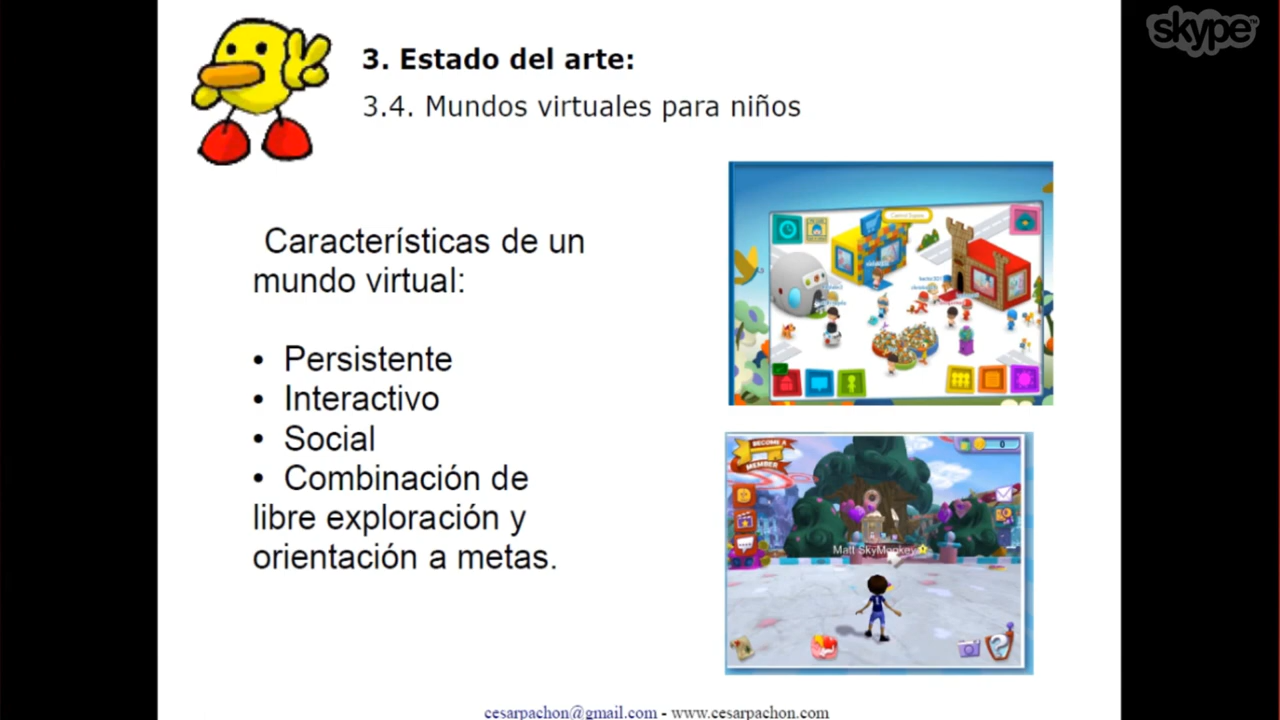 skype
3. Estado del arte:
3.4. Mundos virtuales para niños
Características de un
mundo virtual:
• Persistente
• Interactivo
• Social
• Combinación de
libre exploración y
orientación a metas.
BECOME A
MEMBER
0
Matt SkyMonkey
cesarpachon@gmail.com - www.cesarpachon.com